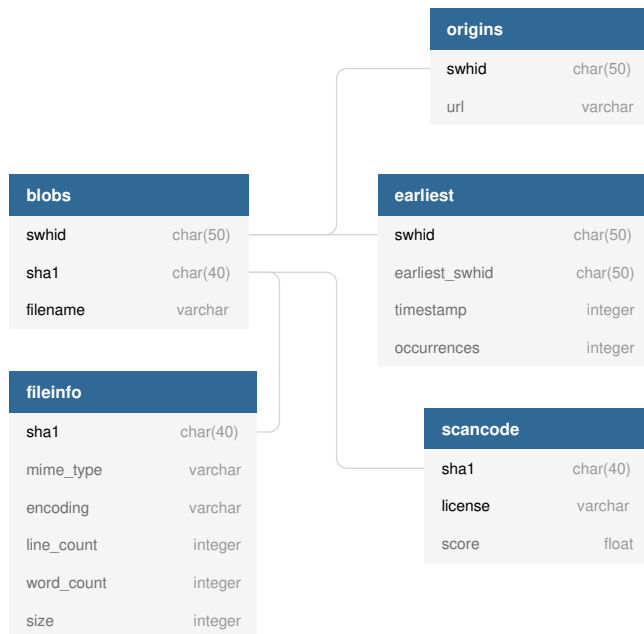 origins
swhid char(50)
url varchar
blobs
swhid char(50)
sha1 char(40)
filename varchar
earliest
swhid char(50)
earliest_swhid char(50)
timestamp integer
occurrences integer
fileinfo
sha1 char(40)
mime_type varchar
encoding varchar
line_count integer
word_count integer
size integer
scancode
sha1 char(40)
license varchar
score float